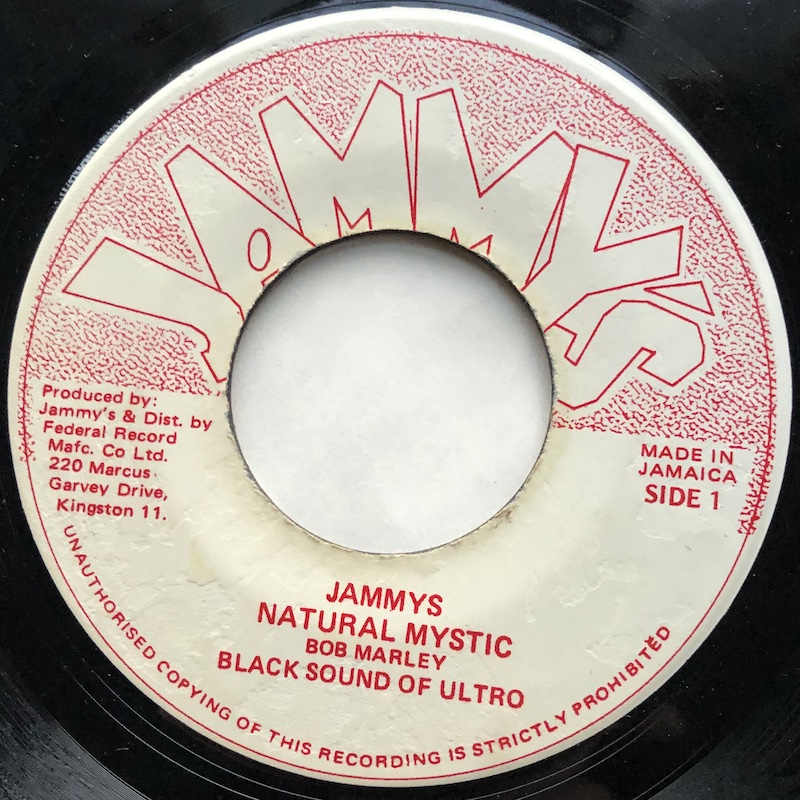 JAMMY'S
Produced by:
Jammy's & Dist. by
Federal Record
Mafc. Co Ltd.
220 Marcus
Garvey Drive,
Kingston 11.
MADE IN
JAMAICA
SIDE 1
JAMMYS
NATURAL MYSTIC
BOB MARLEY
BLACK SOUND OF ULTRO
UNAUTHORISED COPYING OF THIS RECORDING IS STRICTLY PROHIBITED